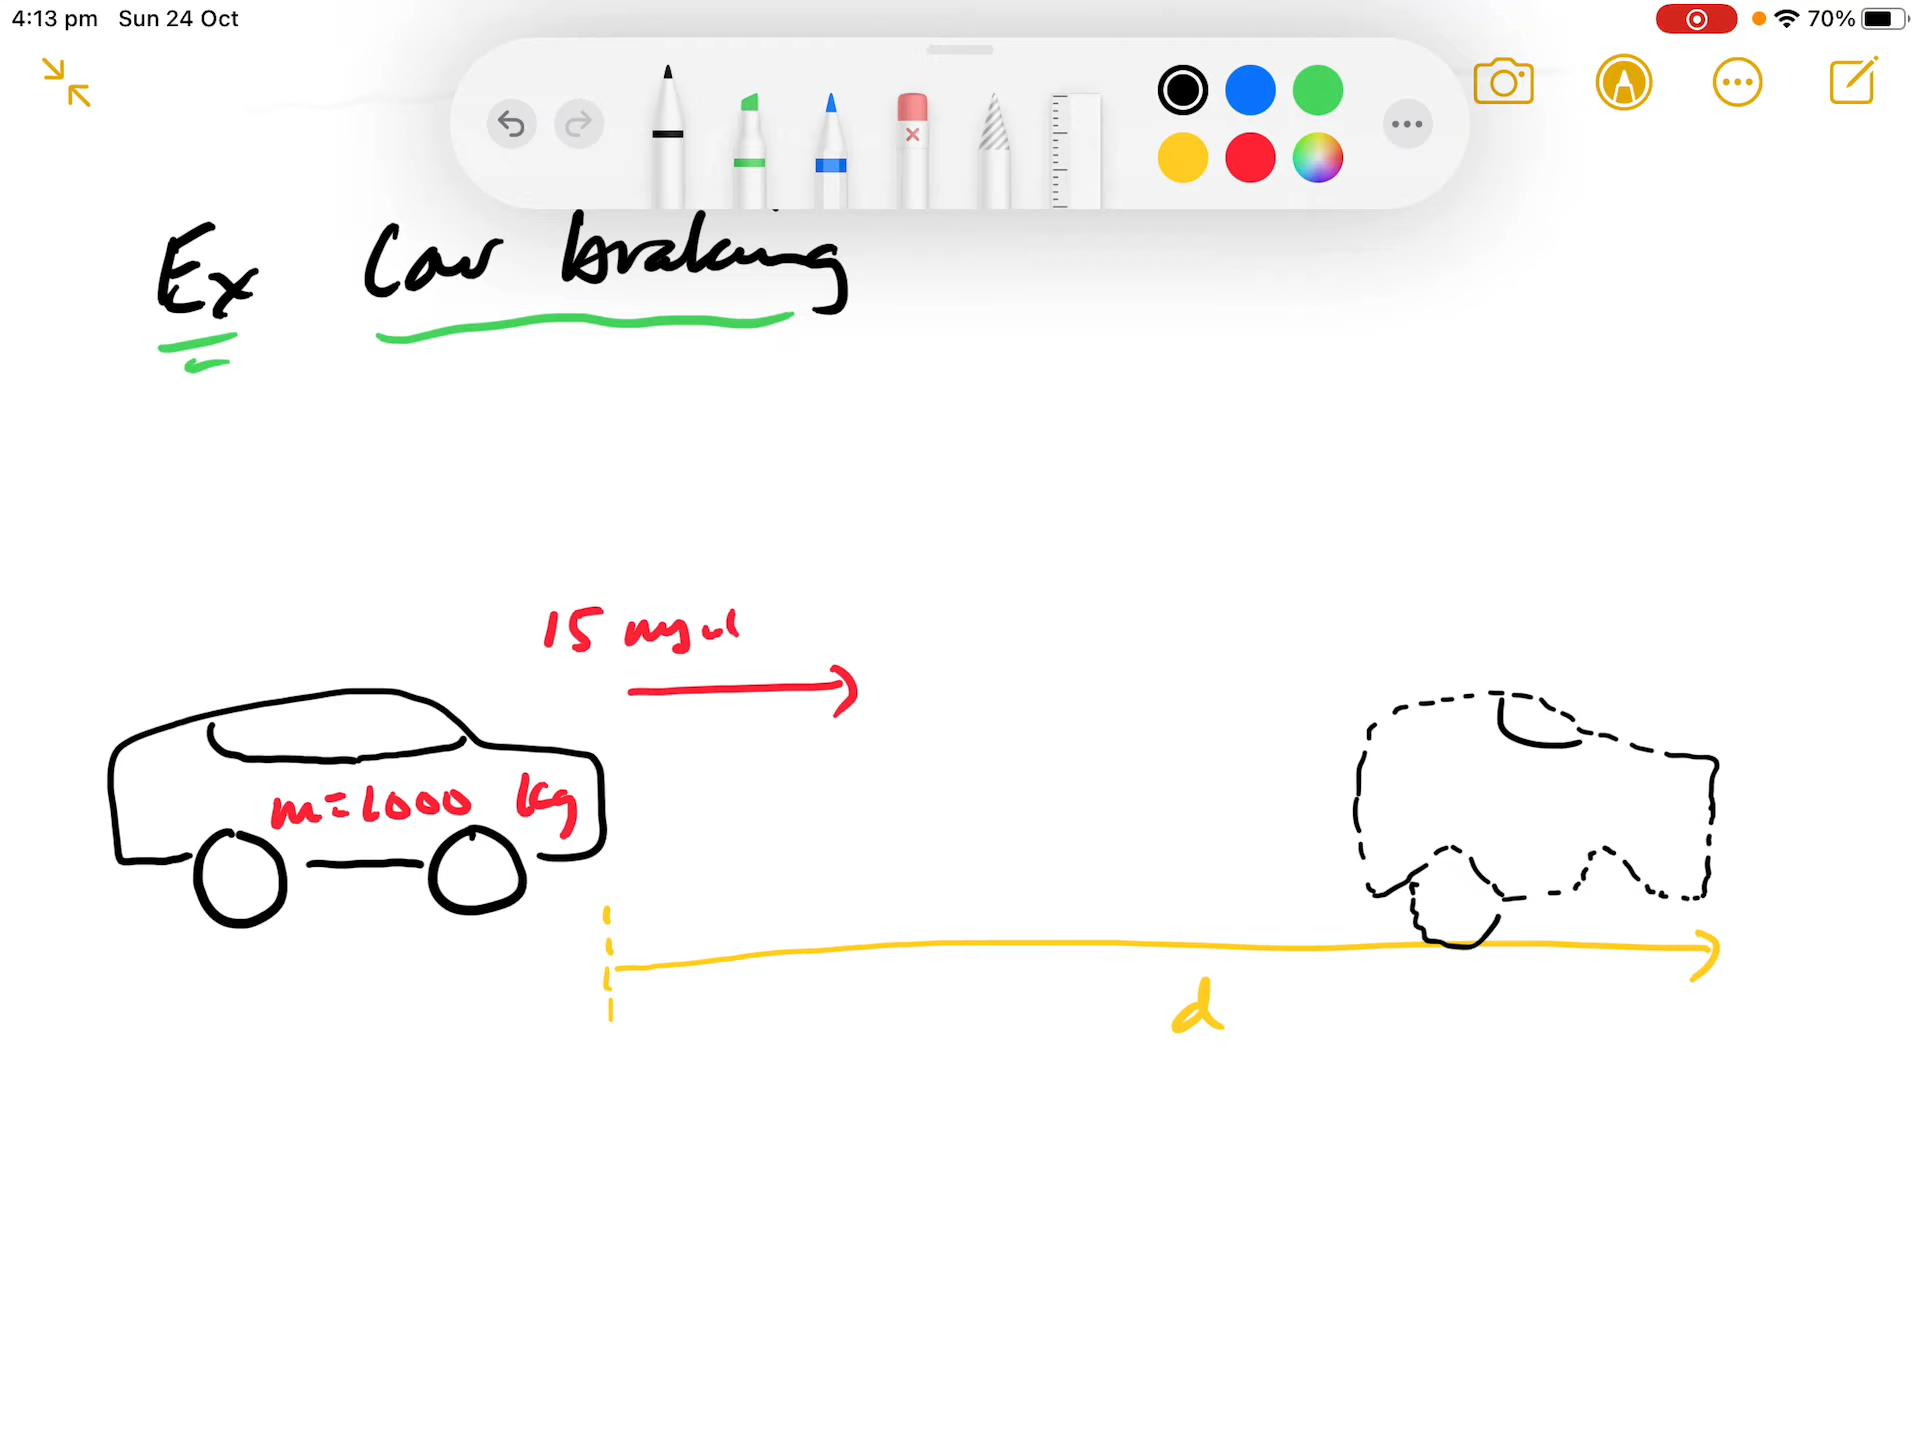 4:13 pm Sun 24 Oct
70%
Ex Car braking
15
m=1000 kg
d